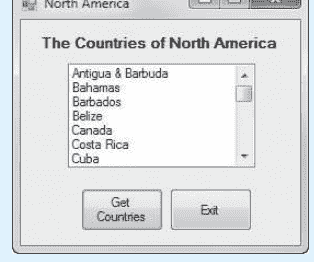 North America
The Countries of North America
Antigua & Barbuda
Bahamas
Barbados
Belize
Canada
Costa Rica
Cuba
Get
Countries
Exit